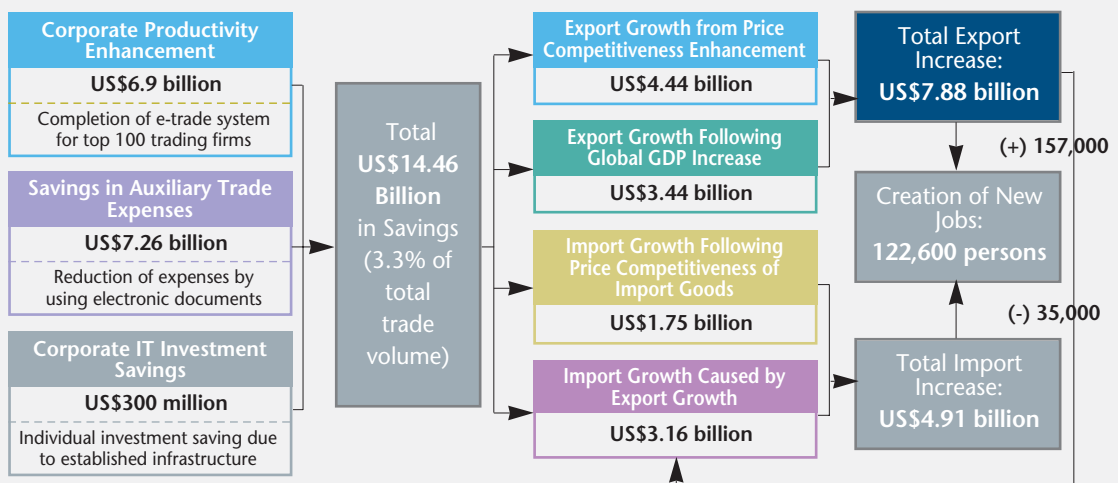 Corporate Productivity
Enhancement
US$6.9 billion
Completion of e-trade system
for top 100 trading firms
Savings in Auxiliary Trade
Expenses
US$7.26 billion
Reduction of expenses by
using electronic documents
Corporate IT Investment
Savings
US$300 million
Individual investment saving due
to established infrastructure
Total
US$14.46
Billion
in Savings
(3.3% of
total
trade
volume)
Export Growth from Price
Competitiveness Enhancement
US$4.44 billion
Export Growth Following
Global GDP Increase
US$3.44 billion
Import Growth Following
Price Competitiveness of
Import Goods
US$1.75 billion
Import Growth Caused by
Export Growth
US$3.16 billion
Total Export
Increase:
US$7.88 billion
(+) 157,000
Creation of New
Jobs:
122,600 persons
(-) 35,000
Total Import
Increase:
US$4.91 billion